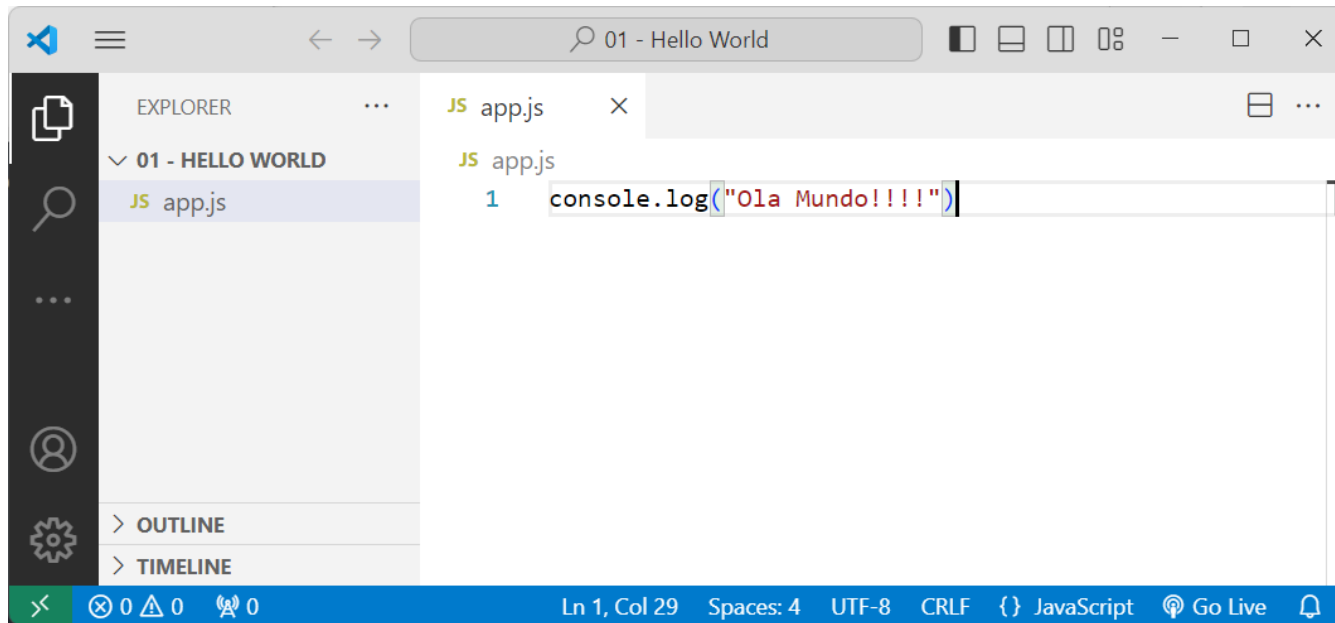 01 - Hello World
EXPLORER
JS app.js
01 - HELLO WORLD
JS app.js
JS app.js
1 console.log("Ola Mundo!!!!")
OUTLINE
TIMELINE
0 0 0 Ln 1, Col 29 Spaces: 4 UTF-8 CRLF {} JavaScript Go Live